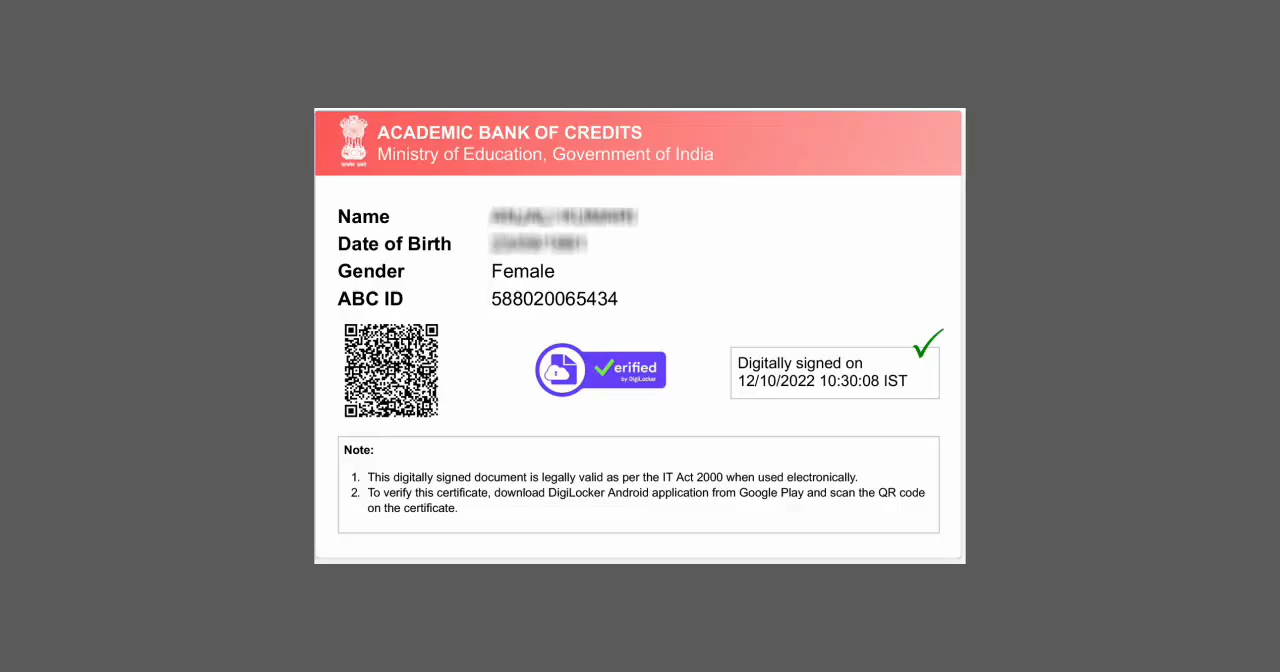 ACADEMIC BANK OF CREDITS
Ministry of Education, Government of India
Name
Date of Birth
Gender Female
ABC ID 588020065434
erified
by DigiLocker
Digitally signed on
12/10/2022 10:30:08 IST
Note:
1. This digitally signed document is legally valid as per the IT Act 2000 when used electronically.
2. To verify this certificate, download DigiLocker Android application from Google Play and scan the QR code
on the certificate.